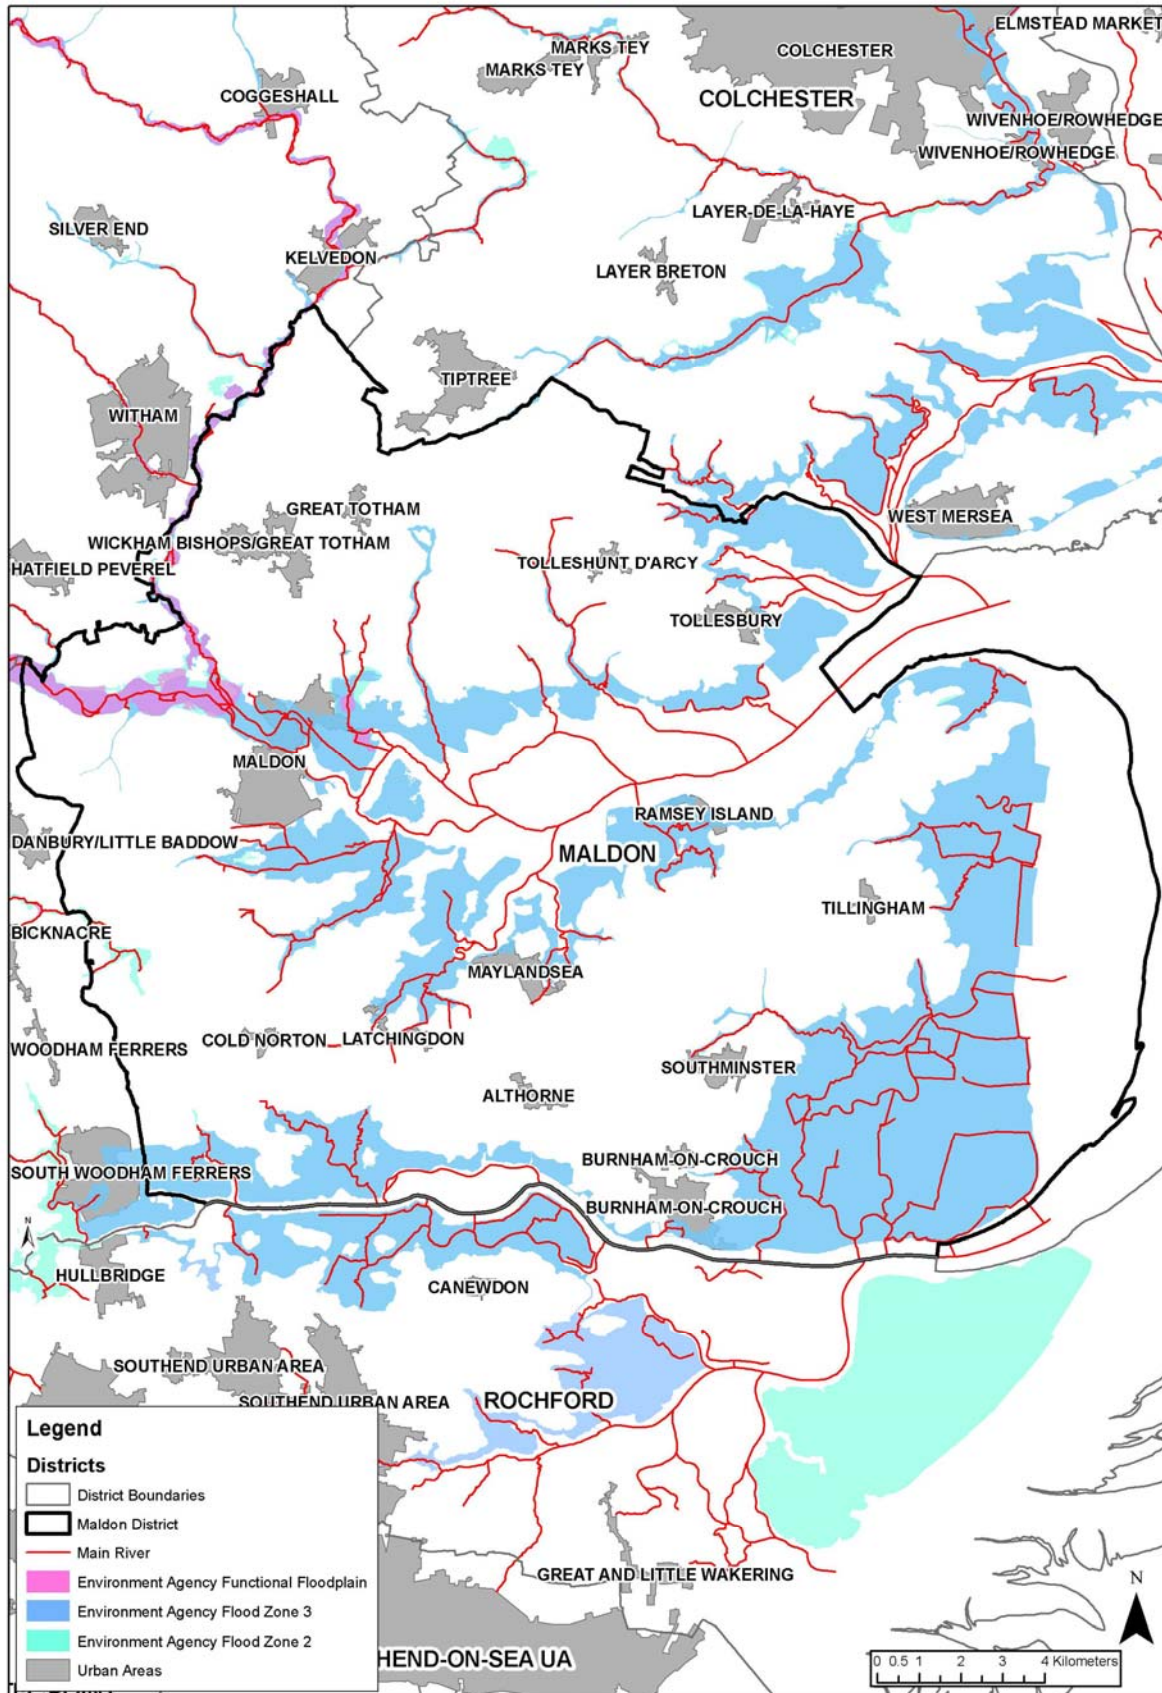 ELMSTEAD MARKET
MARKS TEY
COLCHESTER
MARKS TEY
COGGESHALL
COLCHESTER
WIVENHOE/ROWHEDGE
WIVENHOE/ROWHEDGE
LAYER-DE-LA-HAYE
SILVER END
KELVEDON
LAYER BRETON
TIPTREE
WITHAM
GREAT TOTHAM
WEST MERSEA
WICKHAM BISHOPS/GREAT TOTHAM
HATFIELD PEVEREL
TOLLESHUNT D'ARCY
TOLLESBURY
MALDON
RAMSEY ISLAND
DANBURY/LITTLE BADDOW
MALDON
TILLINGHAM
BICKNACRE
MAYLANDSEA
COLD NORTON
LATCHINGDON
WOODHAM FERRERS
SOUTHMINSTER
ALTHORNE
BURNHAM-ON-CROUCH
SOUTH WOODHAM FERRERS
BURNHAM-ON-CROUCH
N
HULLBRIDGE
CANEWDON
SOUTHEND URBAN AREA
SOUTHEND URBAN AREA
ROCHFORD
Legend
Districts
District Boundaries
Maldon District
Main River
Environment Agency Functional Floodplain
Environment Agency Flood Zone 3
Environment Agency Flood Zone 2
Urban Areas
GREAT AND LITTLE WAKERING
HEND-ON-SEA UA
N
0 0.5 1 2 3 4 Kilometers